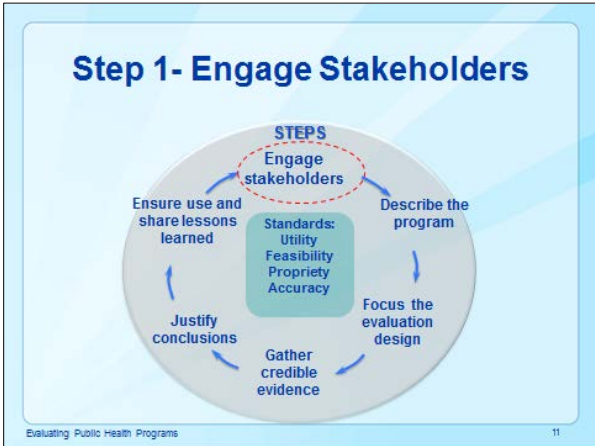 Step 1- Engage Stakeholders
STEPS
Engage
stakeholders
Describe the
program
Focus the
evaluation
design
Gather
credible
evidence
Justify
conclusions
Ensure use and
share lessons
learned
Standards:
Utility
Feasibility
Propriety
Accuracy
Evaluating Public Health Programs
11